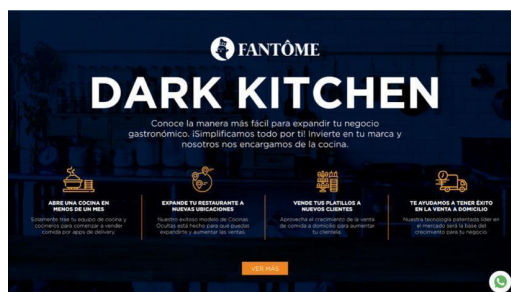 FANTÔME
DARK KITCHEN
Conoce la manera más fácil para expandir tu negocio
gastronómico. ¡Simplificamos todo por ti! Invierte en tu marca y
nosotros nos encargamos de la cocina.
ABRE UNA COCINA EN
MENOS DE UN MES
Solamente trae tu equipo de cocina y
cocineros para comenzar a vender
comida por apps de delivery.
EXPANDE TU RESTAURANTE A
NUEVAS UBICACIONES
Nuestro exitoso modelo de Cocinas
Ocultas está hecho para que puedas
expandirte y aumentar las ventas.
VENDE TUS PLATILLOS A
NUEVOS CLIENTES
Aprovecha el crecimiento de la venta
de comida a domicilio para aumentar
tu clientela.
TE AYUDAMOS A TENER ÉXITO
EN LA VENTA A DOMICILIO
Nuestra tecnología patentada líder en
el mercado será la base del
crecimiento para tu negocio.
VER MÁS